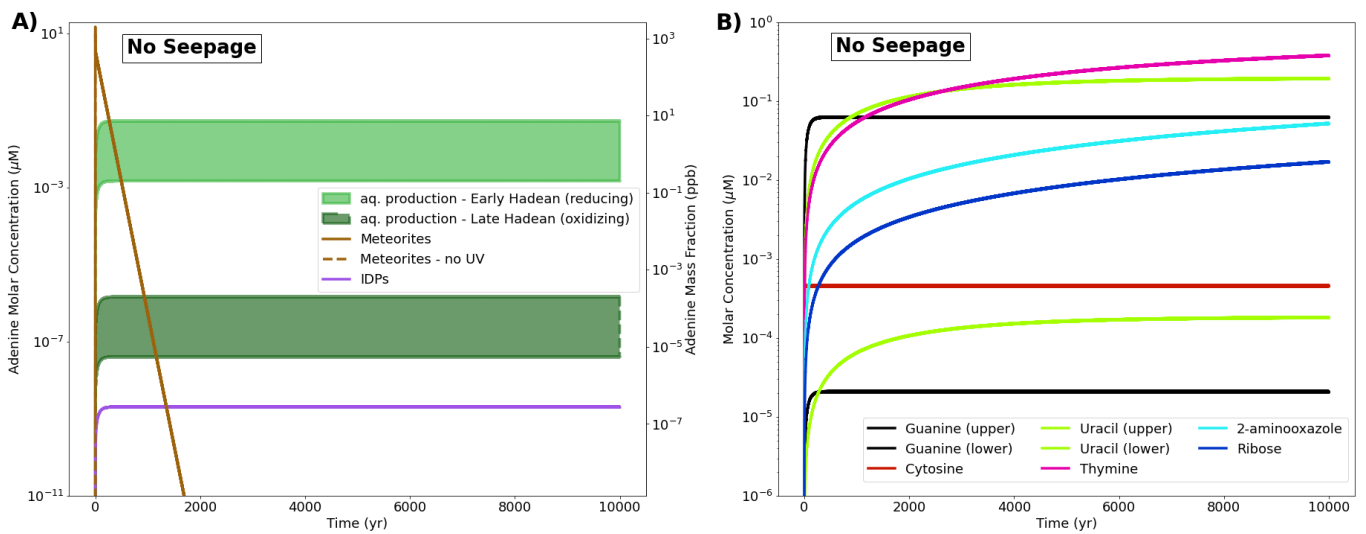 A)
No Seepage
Adenine Molar Concentration (μM)
10^1
10^-3
10^-7
10^-11
10^3
10^1
10^-1
10^-3
10^-5
10^-7
Adenine Mass Fraction (ppb)
aq. production - Early Hadean (reducing)
aq. production - Late Hadean (oxidizing)
Meteorites
Meteorites - no UV
IDPs
0 2000 4000 6000 8000 10000
Time (yr)
B)
No Seepage
Molar Concentration (μM)
10^0
10^-1
10^-2
10^-3
10^-4
10^-5
10^-6
Guanine (upper) Uracil (upper) 2-aminooxazole
Guanine (lower) Uracil (lower) Ribose
Cytosine Thymine
0 2000 4000 6000 8000 10000
Time (yr)